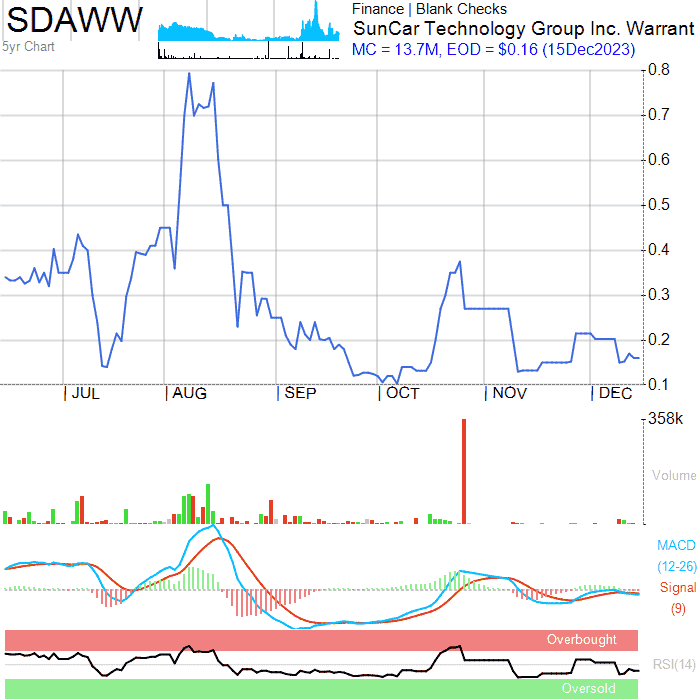 SDAWW
5yr Chart
Finance | Blank Checks
SunCar Technology Group Inc. Warrant
MC = 13.7M, EOD = $0.16 (15Dec2023)
0.8
0.7
0.6
0.5
0.4
0.3
0.2
0.1
JUL AUG SEP OCT NOV DEC
358k
Volume
MACD
(12-26)
Signal
(9)
Overbought
RSI(14)
Oversold